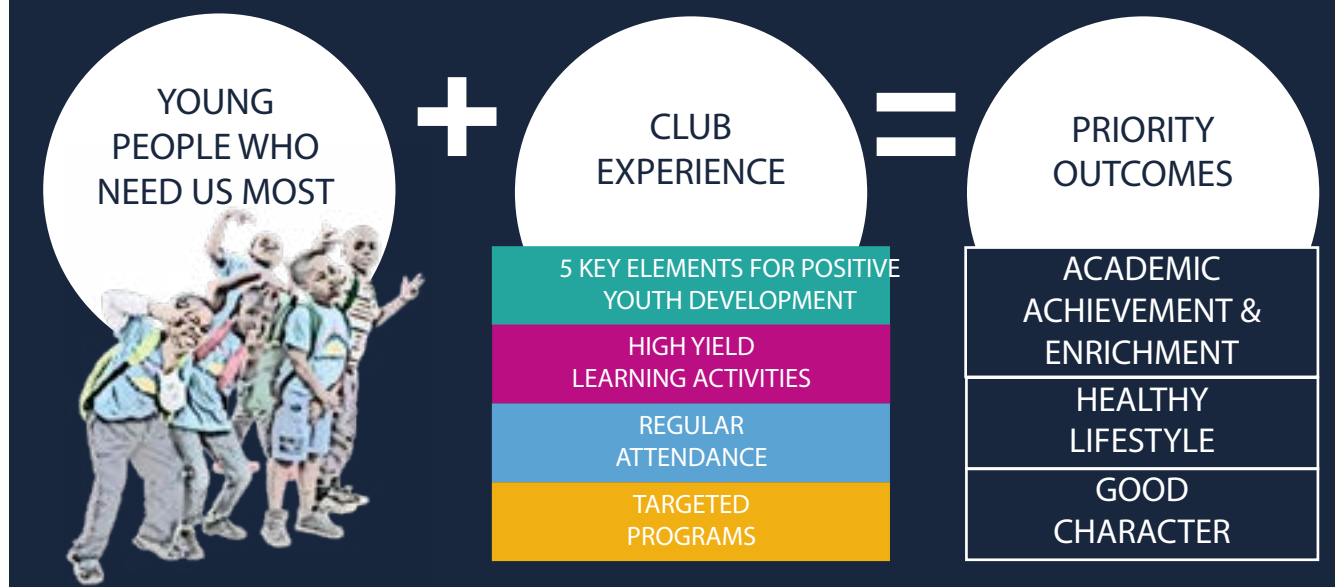 YOUNG
PEOPLE WHO
NEED US MOST
+
CLUB
EXPERIENCE
=
PRIORITY
OUTCOMES
5 KEY ELEMENTS FOR POSITIVE
YOUTH DEVELOPMENT
HIGH YIELD
LEARNING ACTIVITIES
REGULAR
ATTENDANCE
TARGETED
PROGRAMS
ACADEMIC
ACHIEVEMENT &
ENRICHMENT
HEALTHY
LIFESTYLE
GOOD
CHARACTER